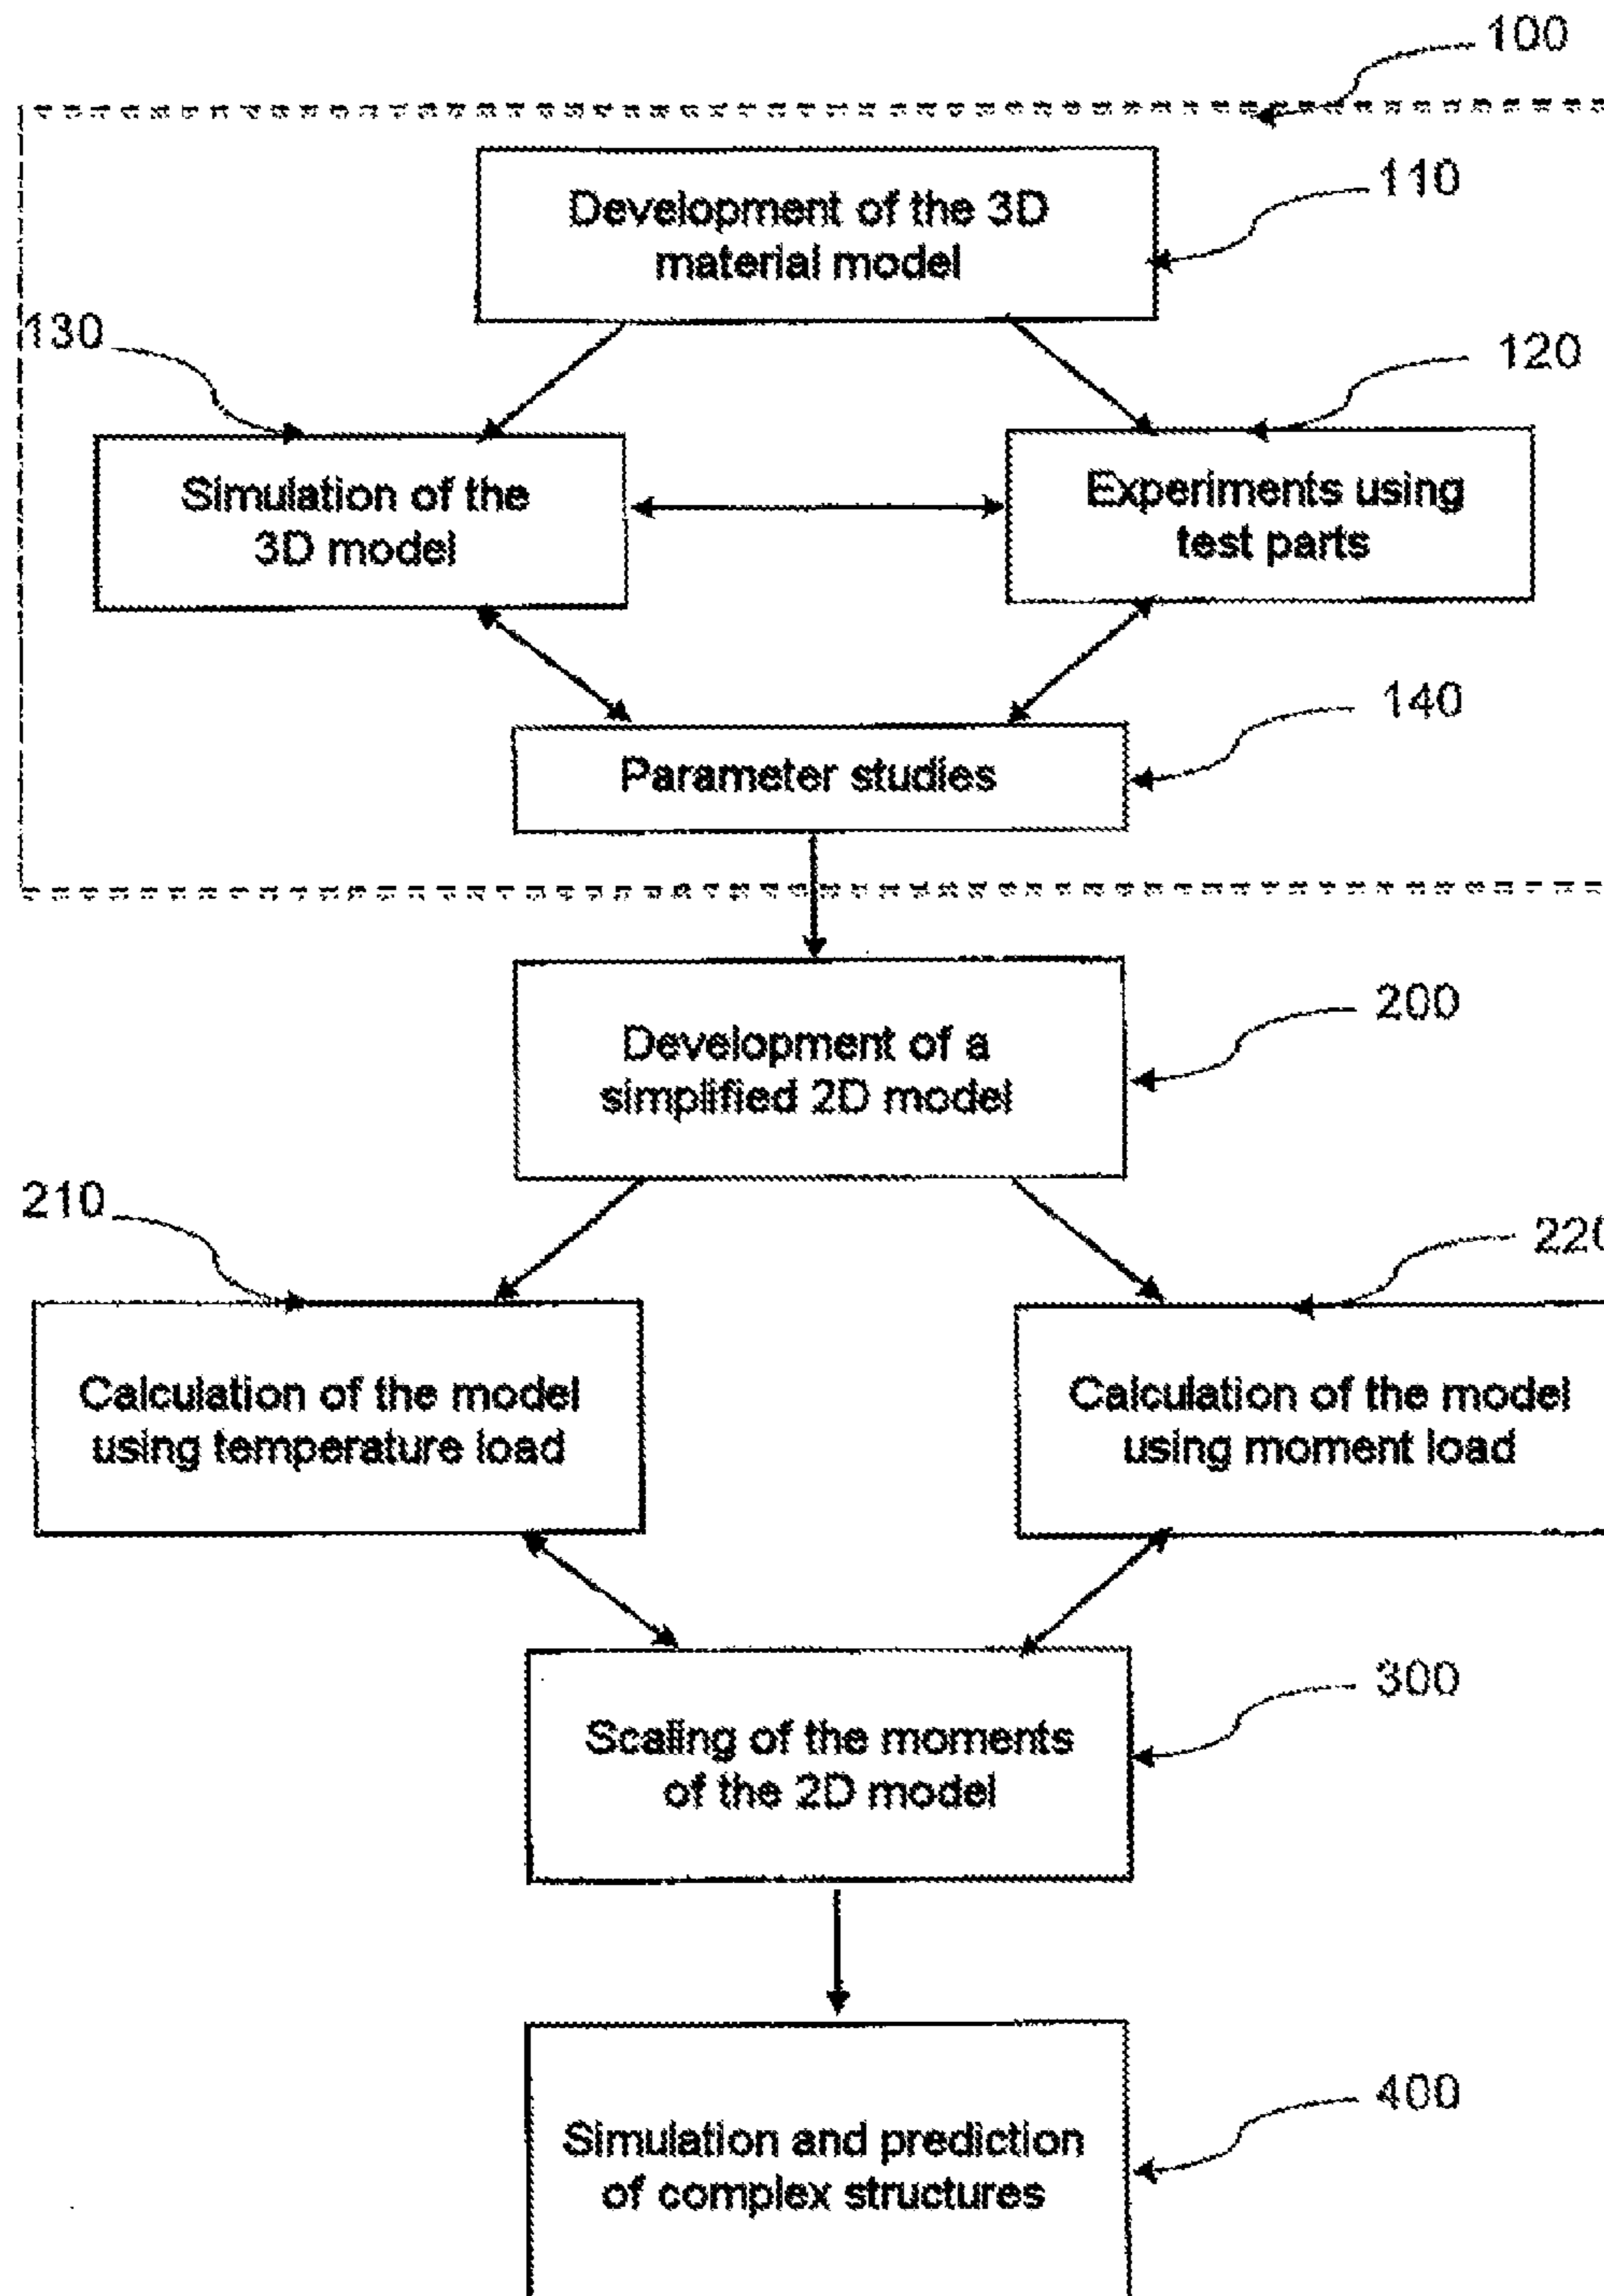 100
Development of the 3D
material model
110
130
120
Simulation of the
3D model
Experiments using
test parts
140
Parameter studies
200
Development of a
simplified 2D model
210
220
Calculation of the model
using temperature load
Calculation of the model
using moment load
300
Scaling of the moments
of the 2D model
400
Simulation and prediction
of complex structures